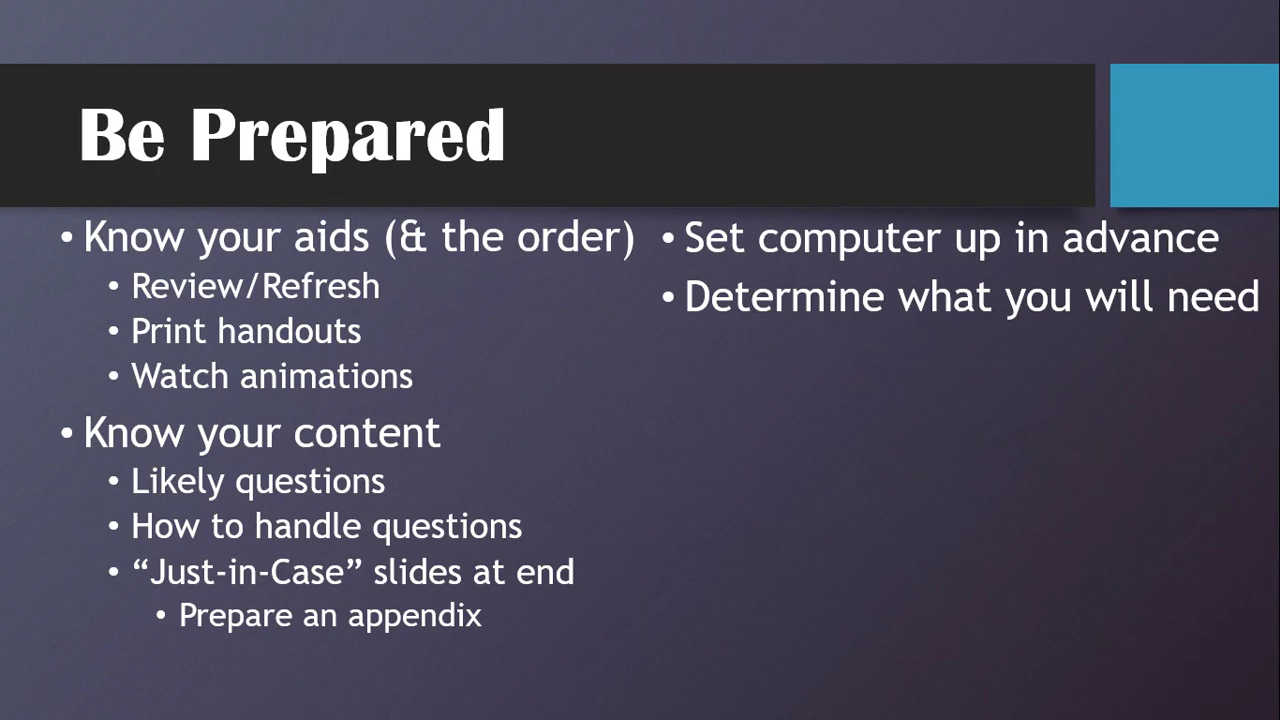 Be Prepared
• Know your aids (& the order)
• Review/Refresh
• Print handouts
• Watch animations
• Know your content
• Likely questions
• How to handle questions
• “Just-in-Case” slides at end
• Prepare an appendix
• Set computer up in advance
• Determine what you will need